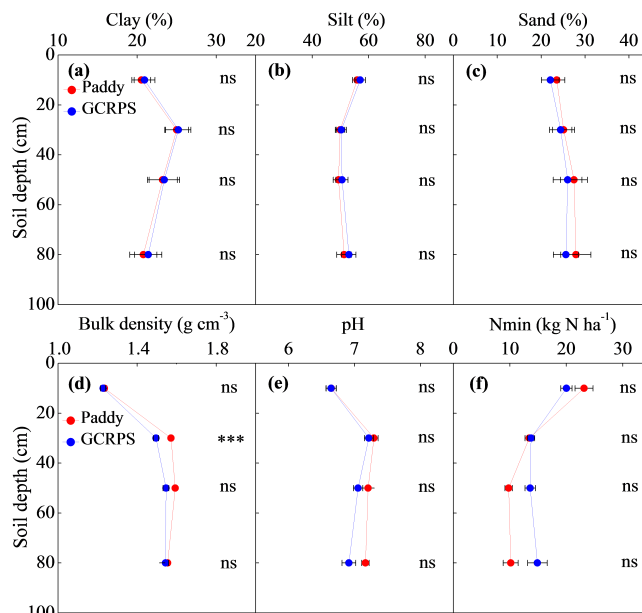 Clay (%) Silt (%) Sand (%)
10 20 30 20 40 60 80 0 10 20 30 40
0 (a) ns (b) ns (c) ns
Paddy
20
GCRPS
ns ns ns
40
ns ns ns
60
80 ns ns ns
100
Soil depth (cm)
Bulk density (g cm⁻³) pH Nmin (kg N ha⁻¹)
1.0 1.4 1.8 6 7 8 0 10 20 30
0 (d) ns (e) ns (f) ns
Paddy
20
GCRPS
*** ns ns
40
ns ns ns
60
80 ns ns ns
100
Soil depth (cm)